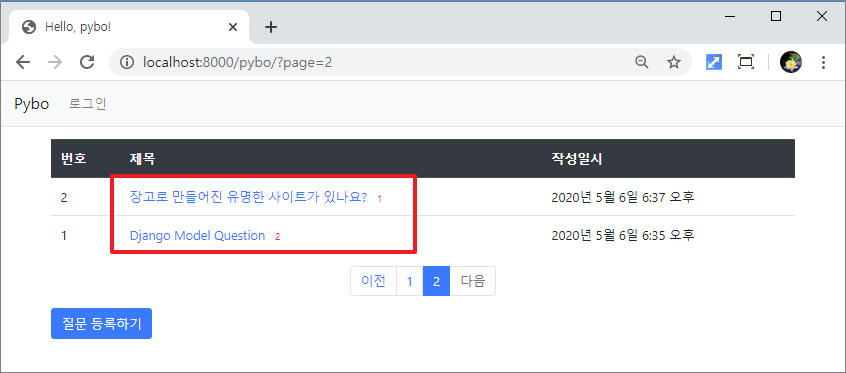 Hello, pybo!
localhost:8000/pybo/?page=2
Pybo 로그인
번호 제목 작성일시
2 장고로 만들어진 유명한 사이트가 있나요? 1 2020년 5월 6일 6:37 오후
1 Django Model Question 2 2020년 5월 6일 6:35 오후
이전 1 2 다음
질문 등록하기